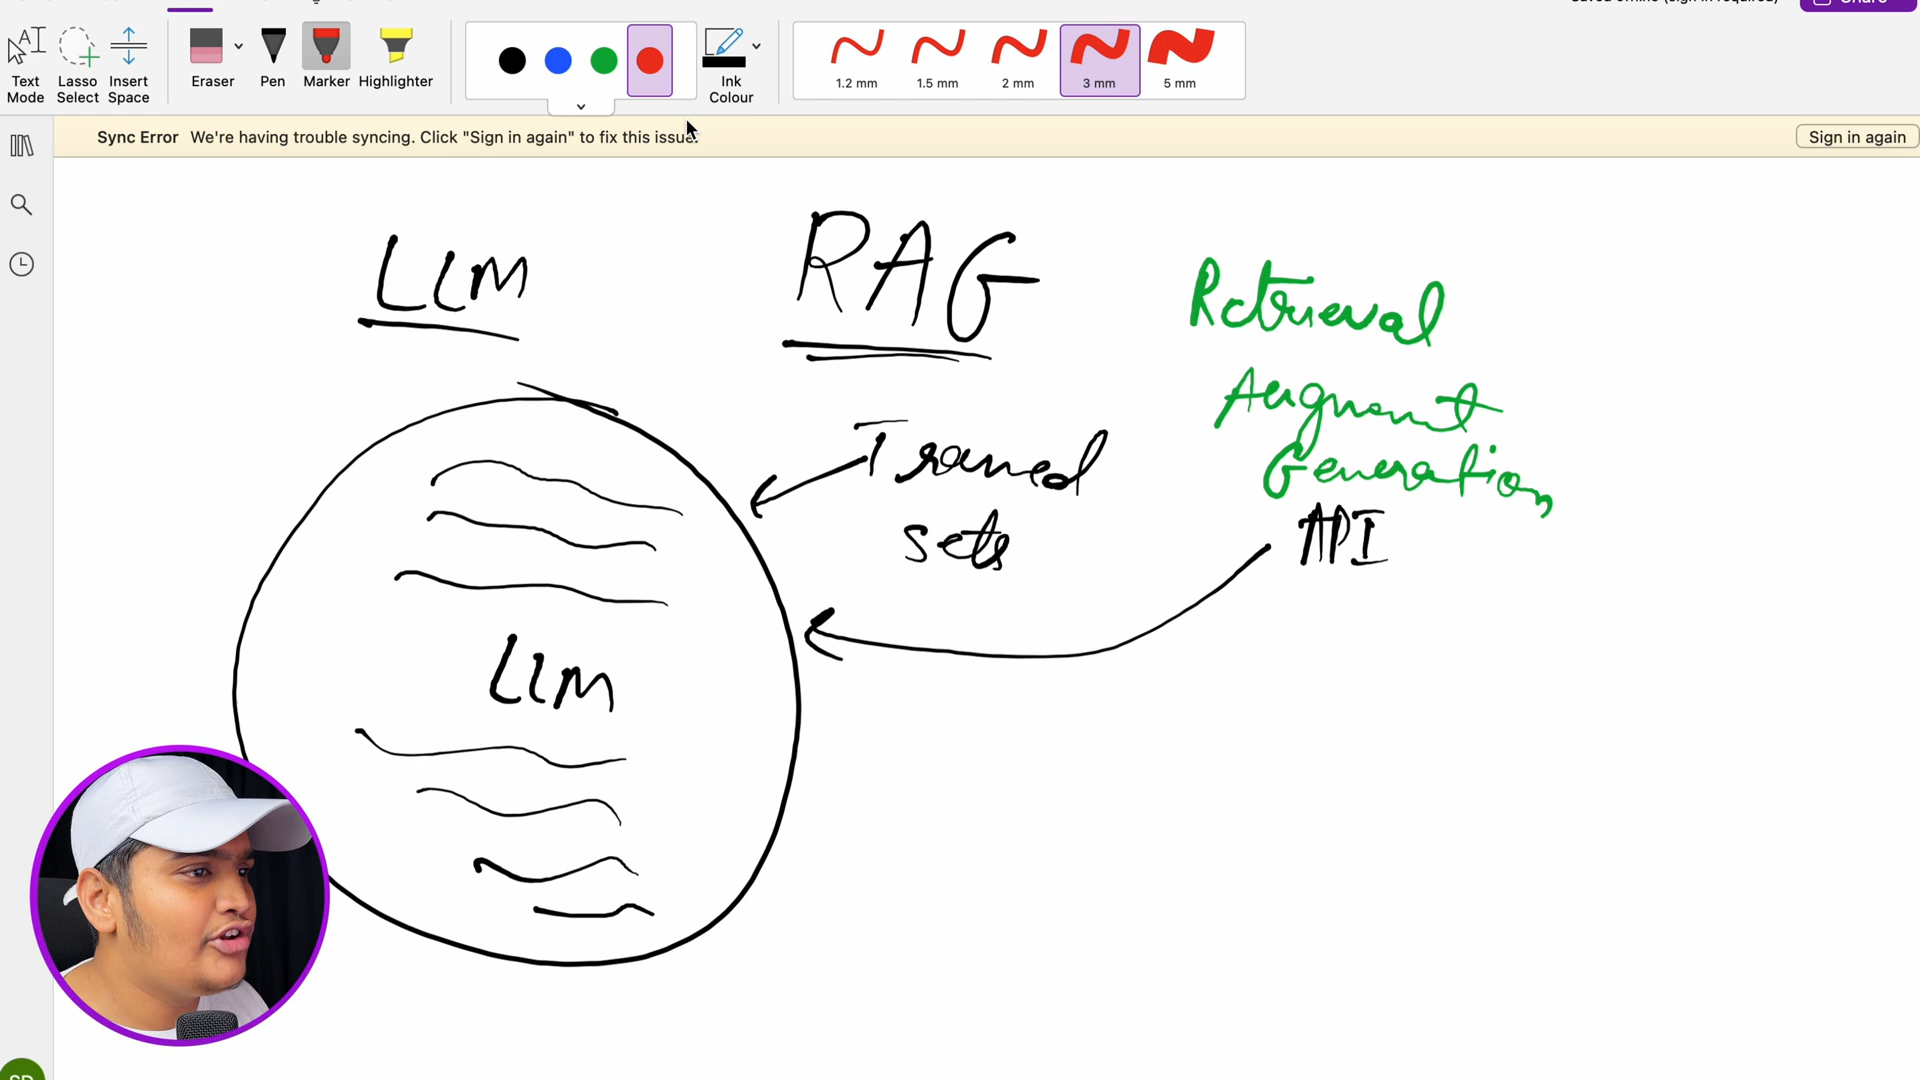 Text Mode
Lasso Select
Insert Space
Eraser
Pen
Marker
Highlighter
Ink Colour
1.2 mm
1.5 mm
2 mm
3 mm
5 mm
Sync Error We're having trouble syncing. Click "Sign in again" to fix this issue.
Sign in again
LLM
RAG
Retrieval
Augment
Generation
Trained
sets
API
LLM